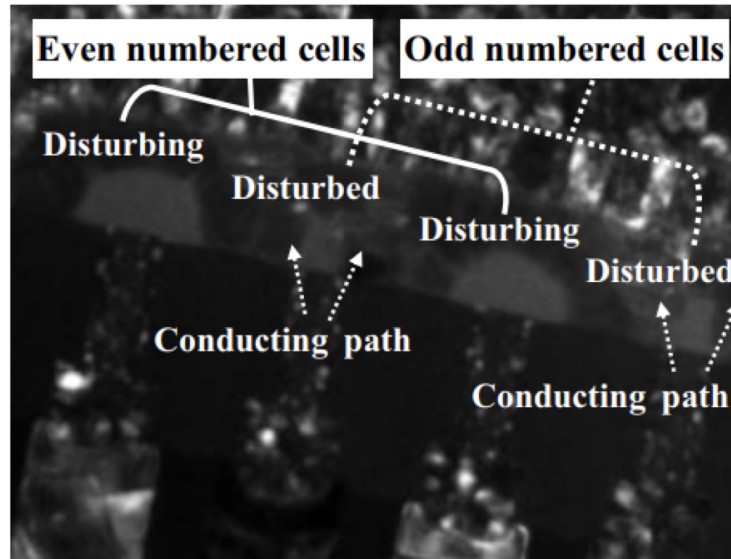 Even numbered cells
Odd numbered cells
Disturbing
Disturbed
Disturbing
Disturbed
Conducting path
Conducting path